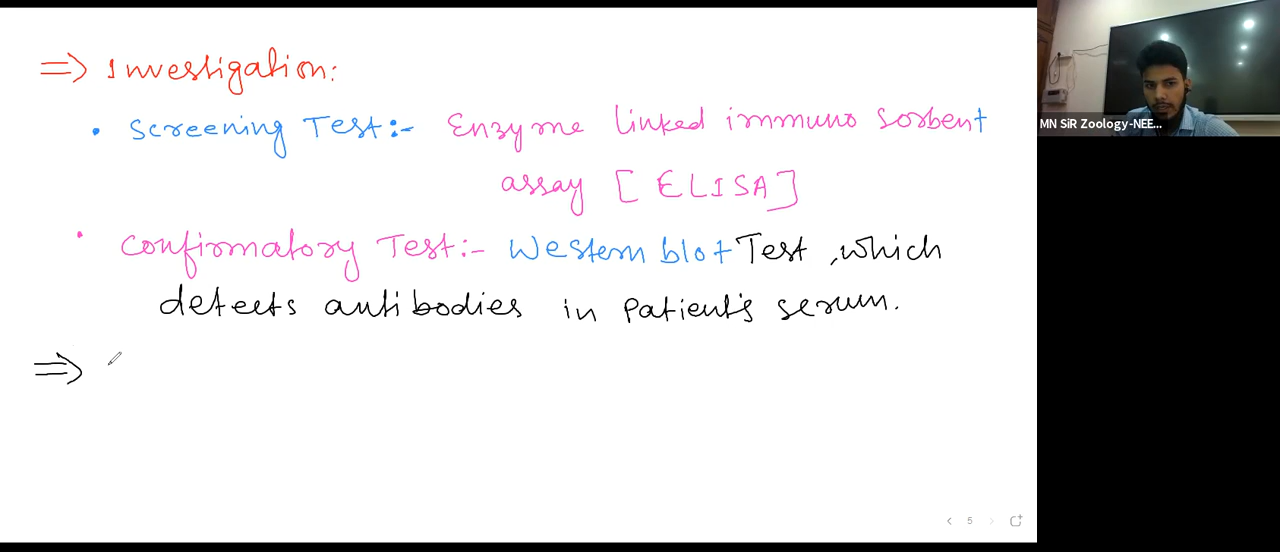 ⇒ Investigation:
• Screening Test:- Enzyme linked immuno sorbent
assay [ELISA]
• Confirmatory Test:- Western blot Test, which
detects antibodies in patient's serum.
⇒
MN SiR Zoology-NEE...
5